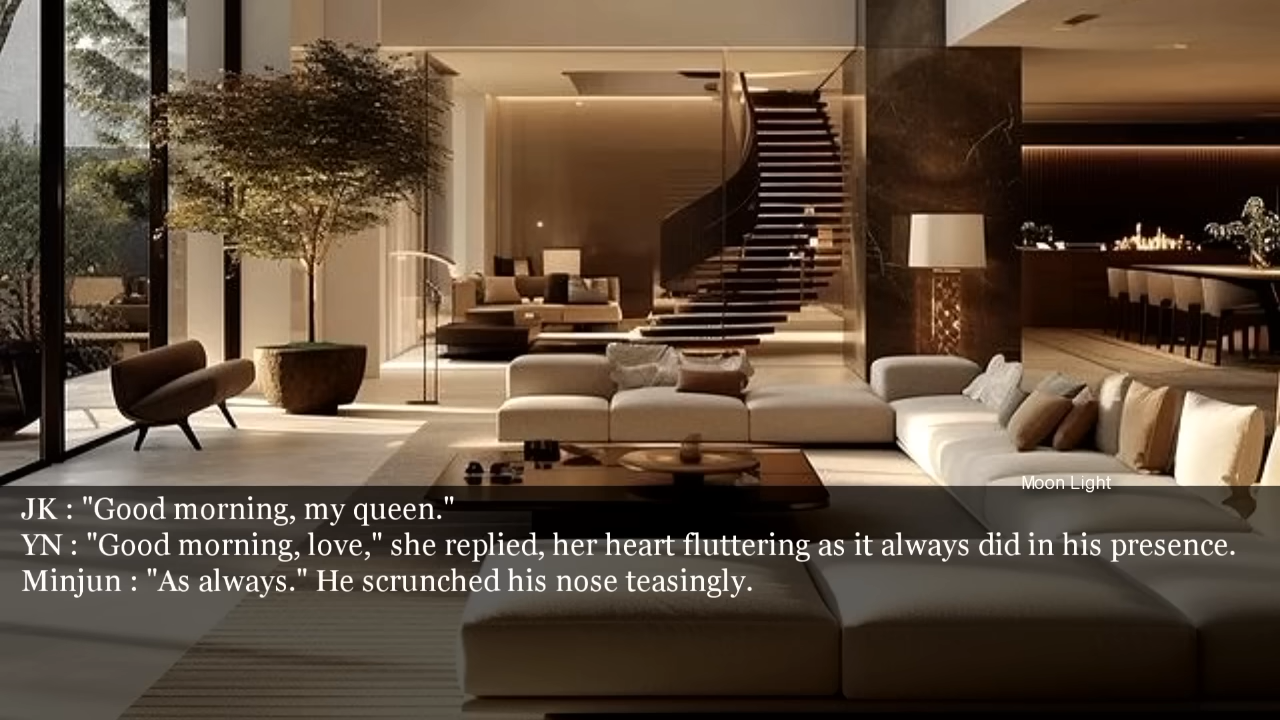 Moon Light
JK : "Good morning, my queen."
YN : "Good morning, love," she replied, her heart fluttering as it always did in his presence.
Minjun : "As always." He scrunched his nose teasingly.